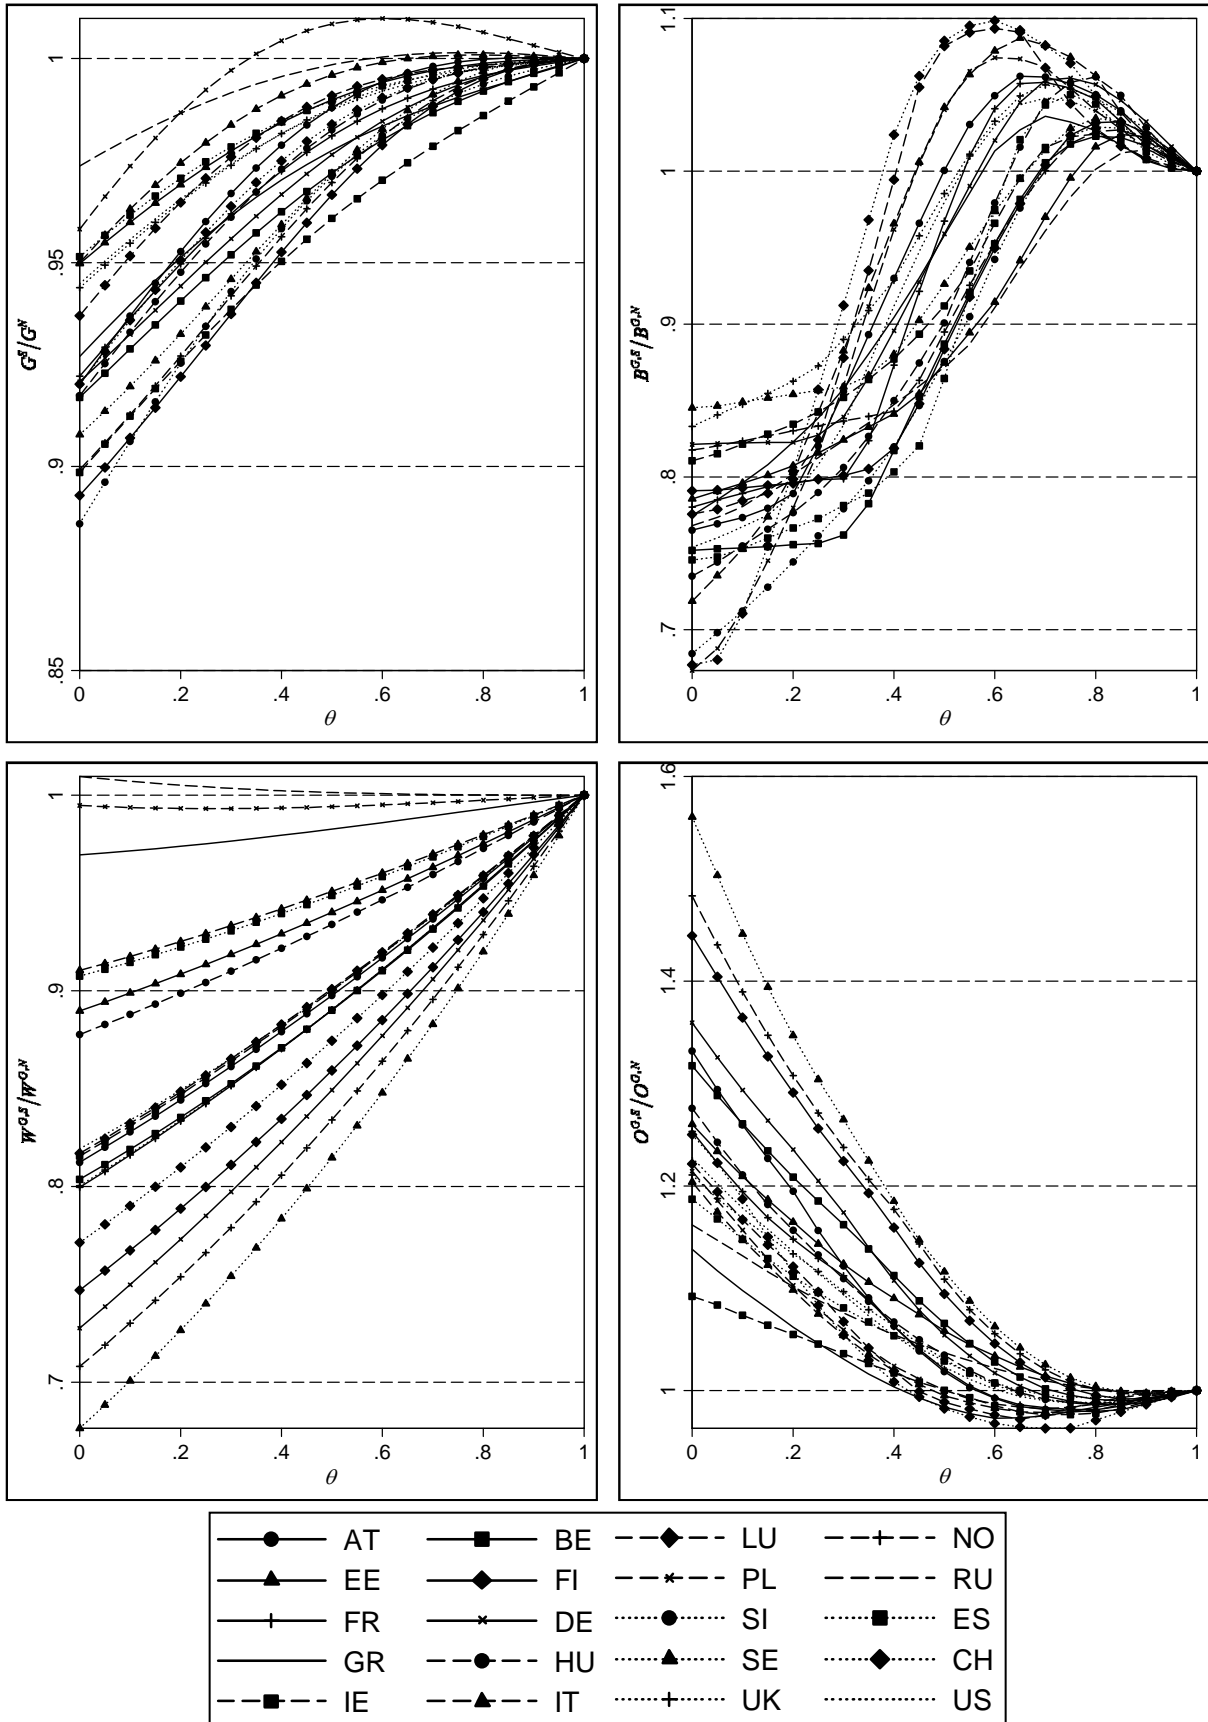 1
.95
.9
.85
G^S/G^N
0 .2 .4 .6 .8 1
θ
1.1
1
.9
.8
.7
B^{G,S}/B^{G,N}
0 .2 .4 .6 .8 1
θ
1
.9
.8
.7
W^{G,S}/W^{G,N}
0 .2 .4 .6 .8 1
θ
1.6
1.4
1.2
1
O^{G,S}/O^{G,N}
0 .2 .4 .6 .8 1
θ
AT BE LU NO
EE FI PL RU
FR DE SI ES
GR HU SE CH
IE IT UK US